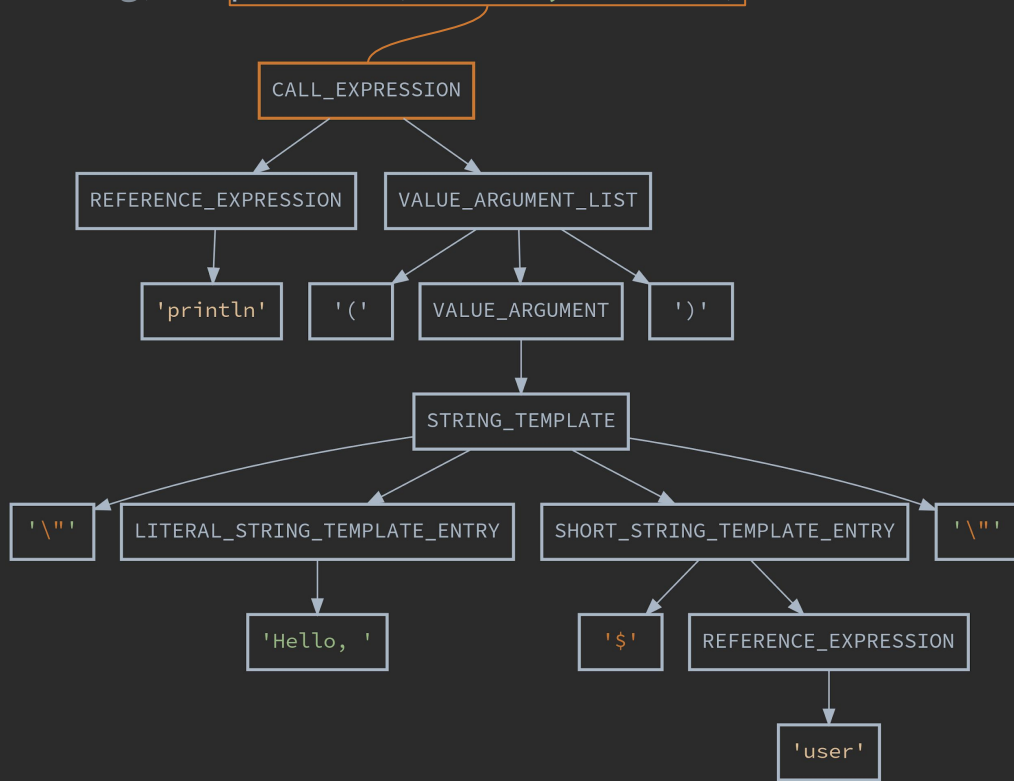 CALL_EXPRESSION
REFERENCE_EXPRESSION VALUE_ARGUMENT_LIST
'println' '(' VALUE_ARGUMENT ')'
STRING_TEMPLATE
'\"' LITERAL_STRING_TEMPLATE_ENTRY SHORT_STRING_TEMPLATE_ENTRY '\"'
'Hello, ' '$' REFERENCE_EXPRESSION
'user'